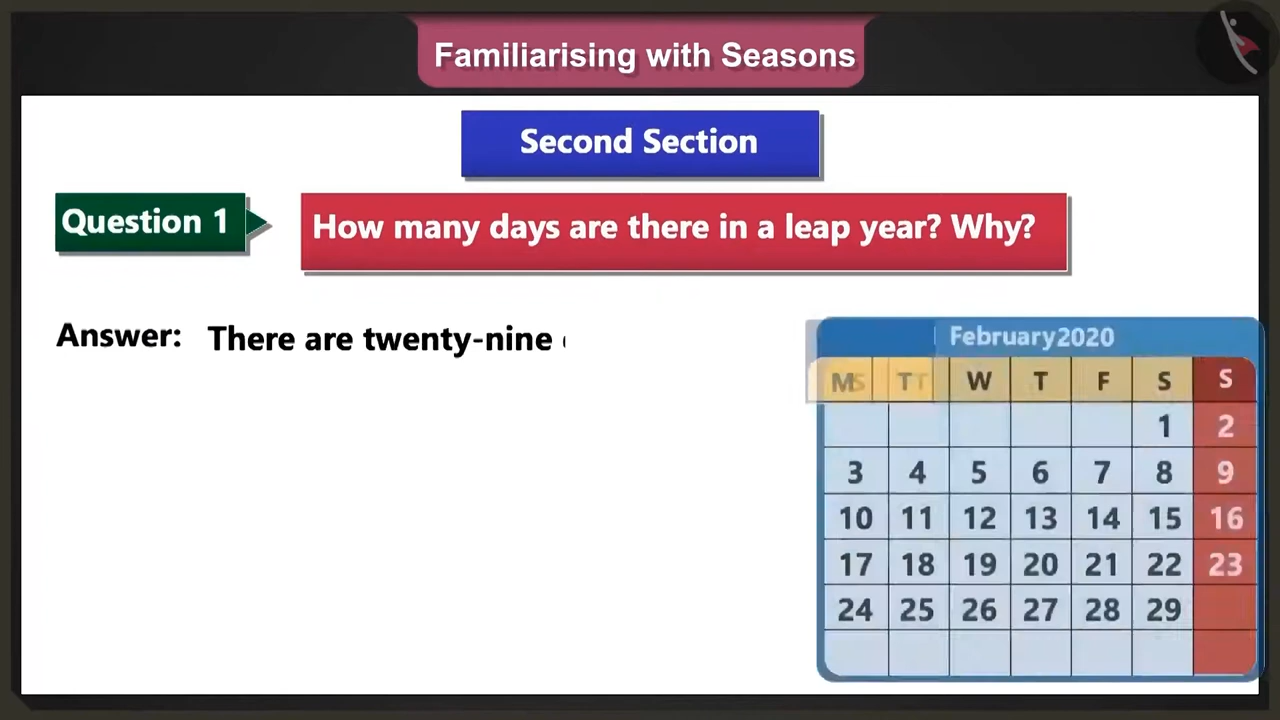 Familiarising with Seasons
Second Section
Question 1
How many days are there in a leap year? Why?
Answer: There are twenty-nine
February2020
W T F S S
1 2
3 4 5 6 7 8 9
10 11 12 13 14 15 16
17 18 19 20 21 22 23
24 25 26 27 28 29